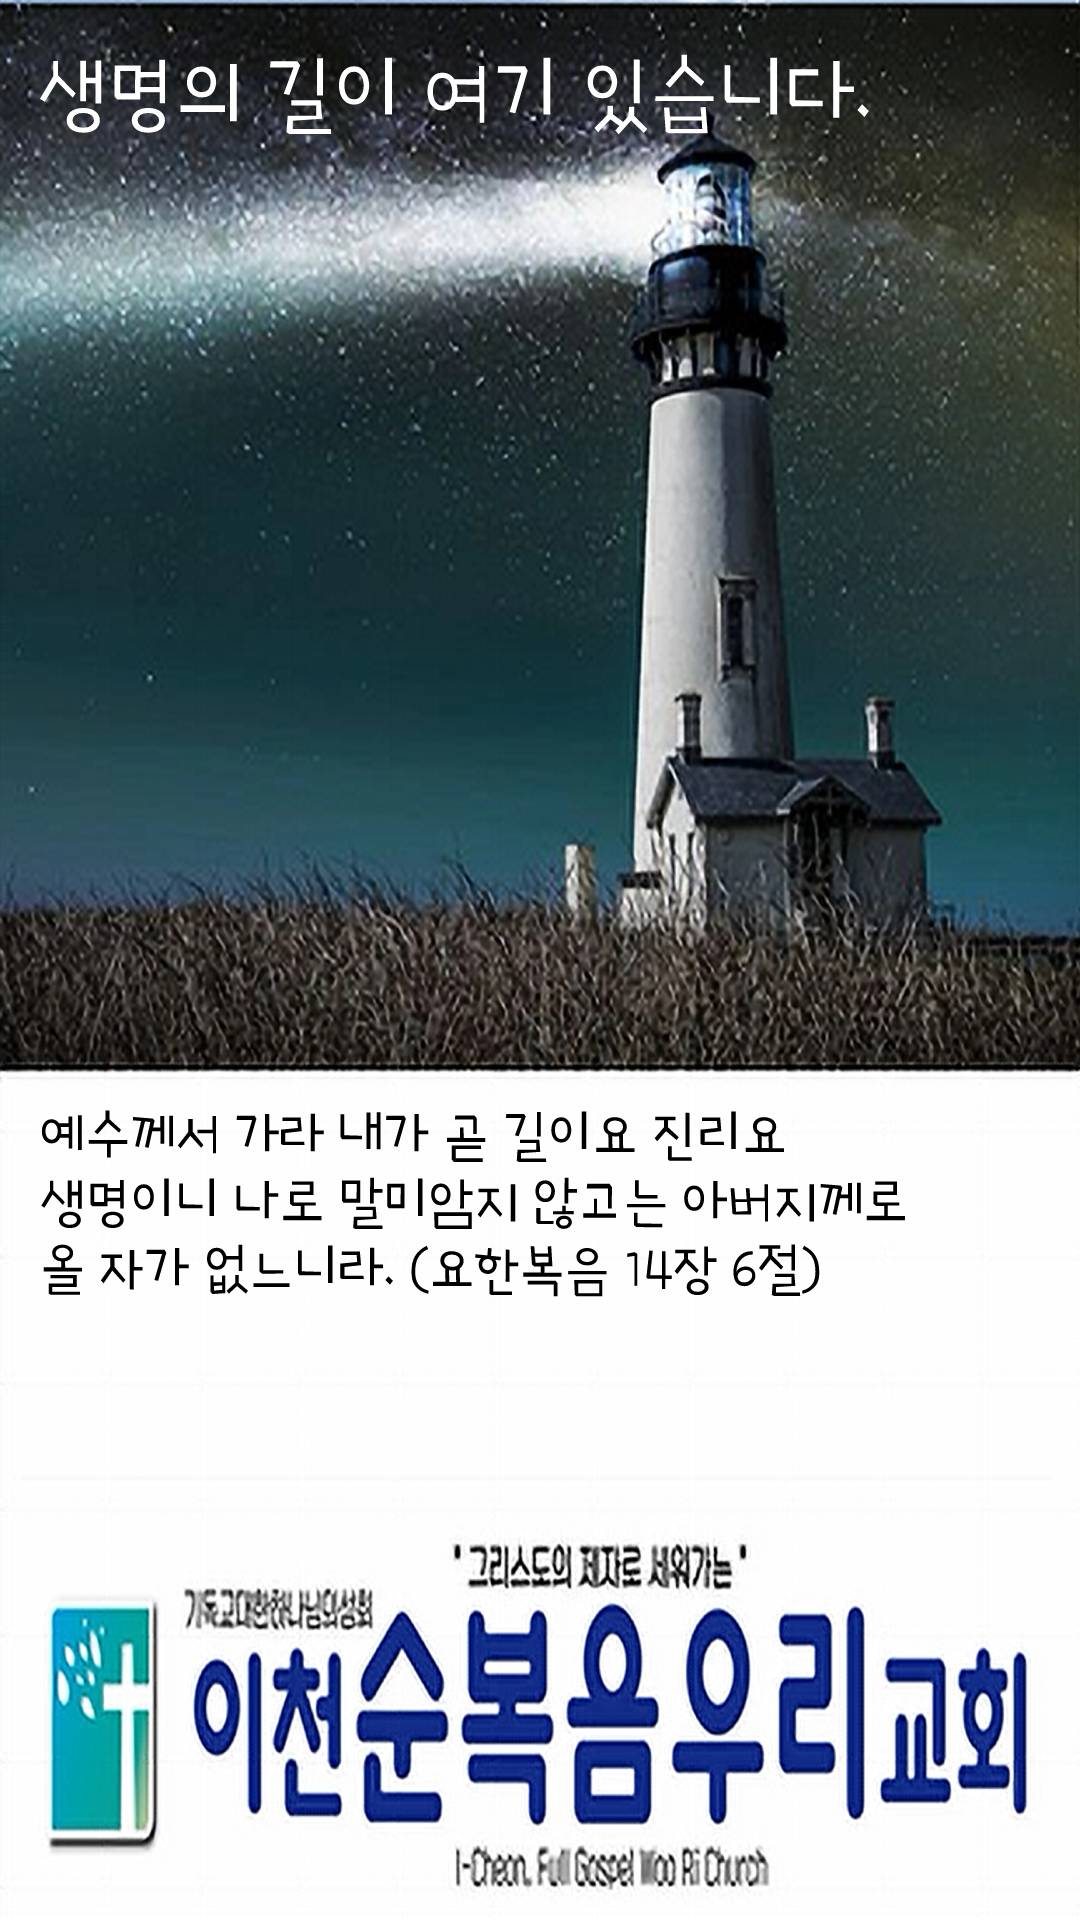 생명의 길이 여기 있습니다.
예수께서 가라 내가 곧 길이요 진리요
생명이니 나로 말미암지 않고는 아버지께로
올 자가 없느니라. (요한복음 14장 6절)
" 그리스도의 제자로 세워가는 "
기독교대한하나님의성회
이천순복음우리교회
I-Cheon. Full Gospel Woo Ri Church